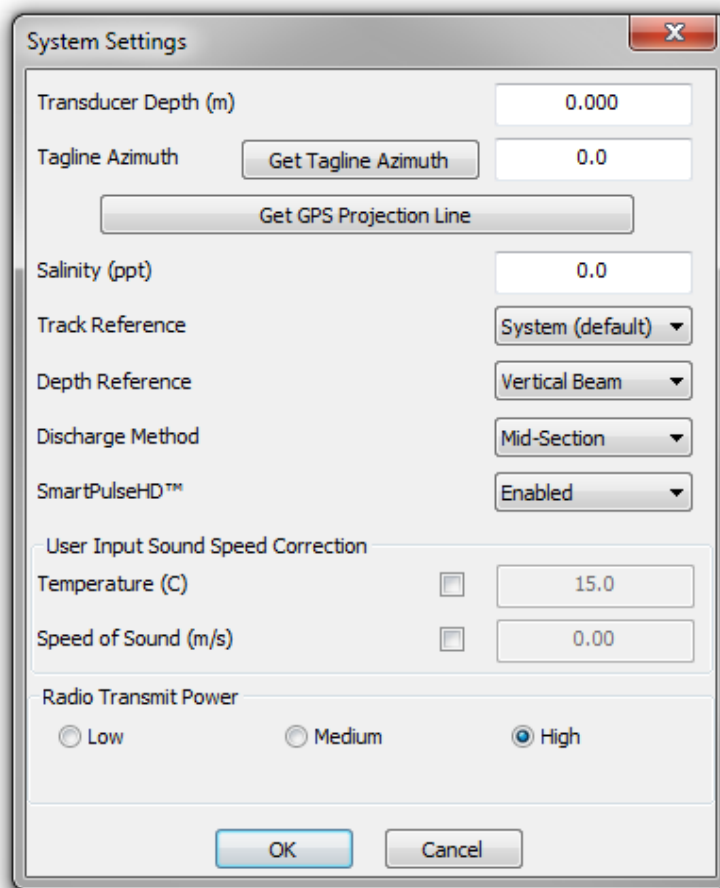 System Settings
Transducer Depth (m) 0.000
Tagline Azimuth Get Tagline Azimuth 0.0
Get GPS Projection Line
Salinity (ppt) 0.0
Track Reference System (default)
Depth Reference Vertical Beam
Discharge Method Mid-Section
SmartPulseHD™ Enabled
User Input Sound Speed Correction
Temperature (C) 15.0
Speed of Sound (m/s) 0.00
Radio Transmit Power
Low Medium High
OK Cancel